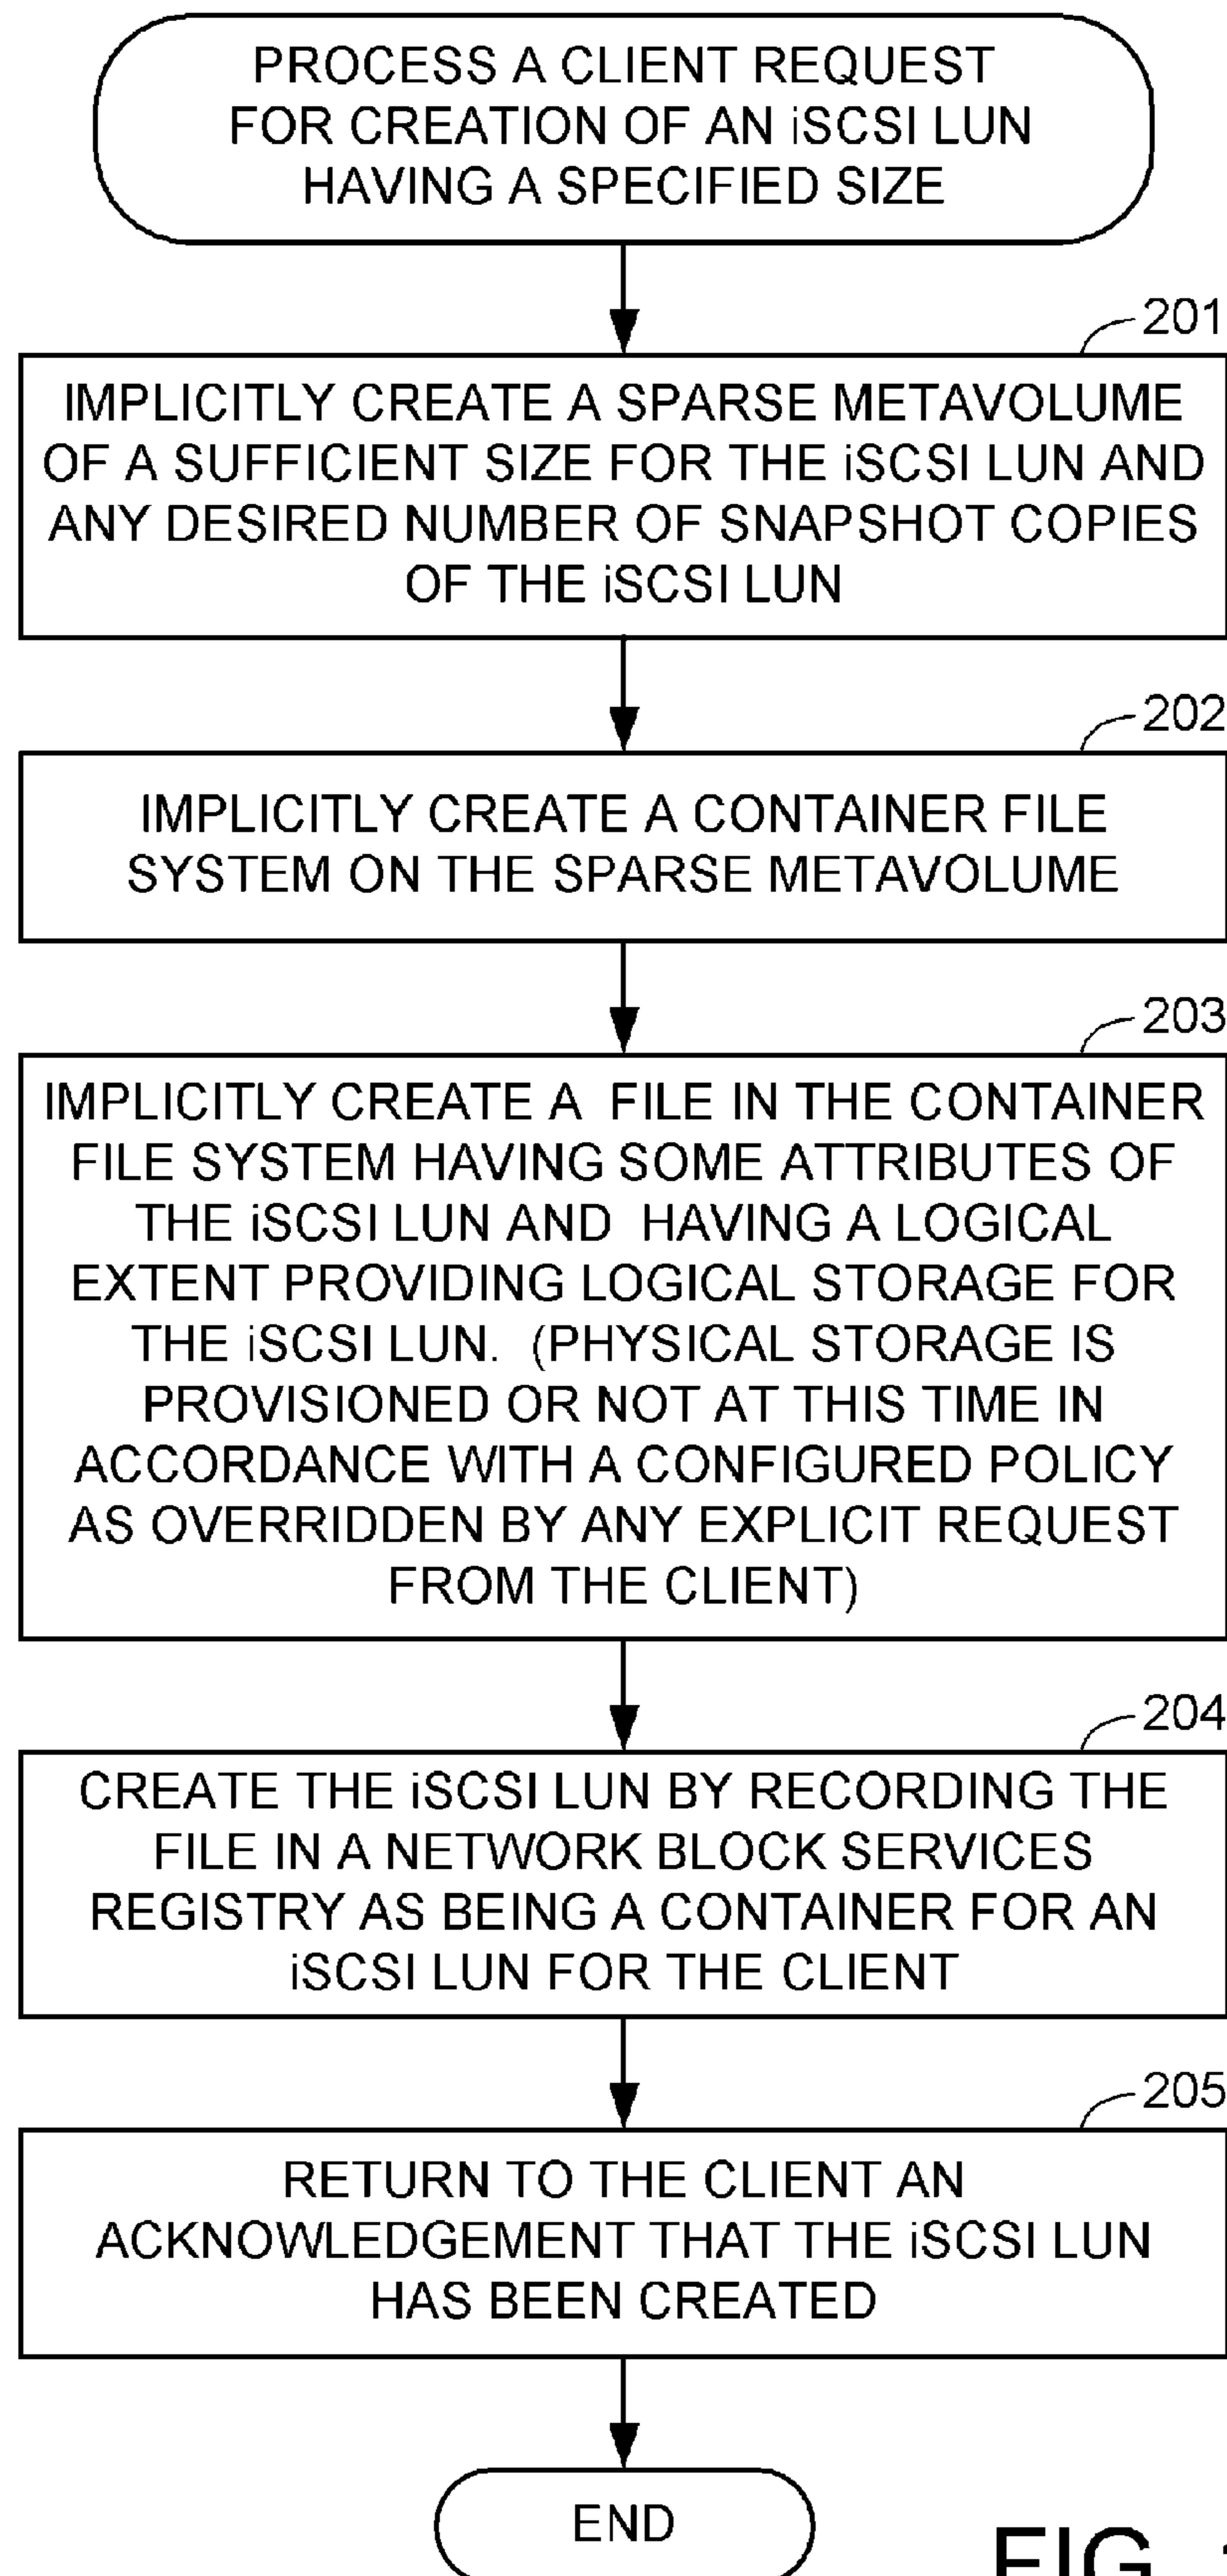 PROCESS A CLIENT REQUEST
FOR CREATION OF AN iSCSI LUN
HAVING A SPECIFIED SIZE
201
IMPLICITLY CREATE A SPARSE METAVOLUME
OF A SUFFICIENT SIZE FOR THE iSCSI LUN AND
ANY DESIRED NUMBER OF SNAPSHOT COPIES
OF THE iSCSI LUN
202
IMPLICITLY CREATE A CONTAINER FILE
SYSTEM ON THE SPARSE METAVOLUME
203
IMPLICITLY CREATE A FILE IN THE CONTAINER
FILE SYSTEM HAVING SOME ATTRIBUTES OF
THE iSCSI LUN AND HAVING A LOGICAL
EXTENT PROVIDING LOGICAL STORAGE FOR
THE iSCSI LUN. (PHYSICAL STORAGE IS
PROVISIONED OR NOT AT THIS TIME IN
ACCORDANCE WITH A CONFIGURED POLICY
AS OVERRIDDEN BY ANY EXPLICIT REQUEST
FROM THE CLIENT)
204
CREATE THE iSCSI LUN BY RECORDING THE
FILE IN A NETWORK BLOCK SERVICES
REGISTRY AS BEING A CONTAINER FOR AN
iSCSI LUN FOR THE CLIENT
205
RETURN TO THE CLIENT AN
ACKNOWLEDGEMENT THAT THE iSCSI LUN
HAS BEEN CREATED
END
FIG.